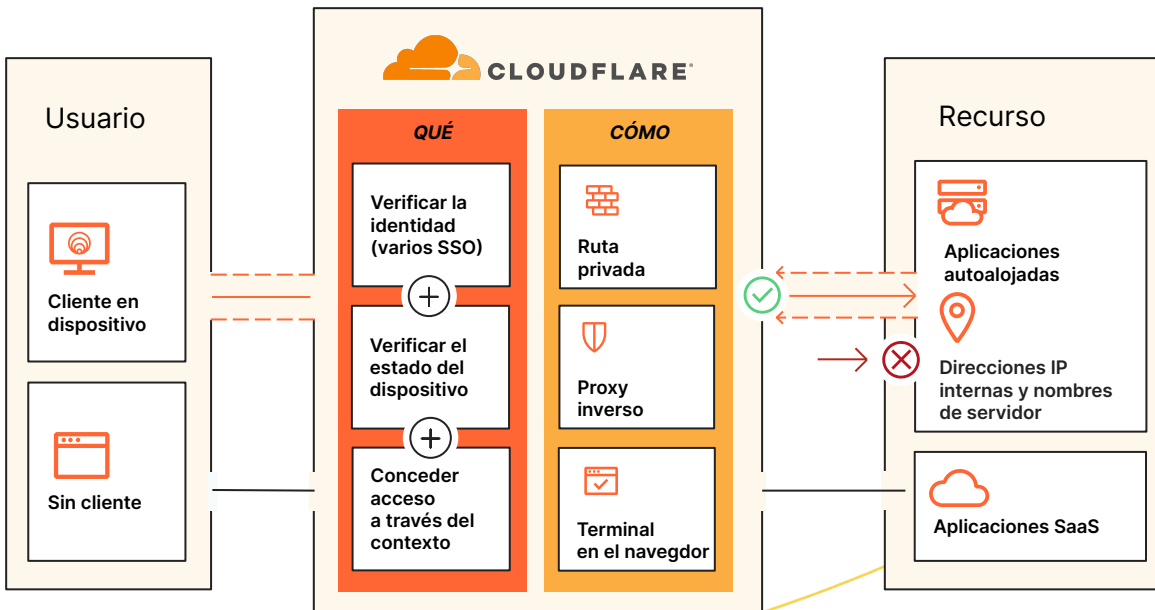 Usuario
Cliente en
dispositivo
Sin cliente
CLOUDFLARE
QUÉ
Verificar la
identidad
(varios SSO)
Verificar el
estado del
dispositivo
Conceder
acceso
a través del
contexto
CÓMO
Ruta
privada
Proxy
inverso
Terminal
en el navegdor
Recurso
Aplicaciones
autoalojadas
Direcciones IP
internas y nombres
de servidor
Aplicaciones SaaS